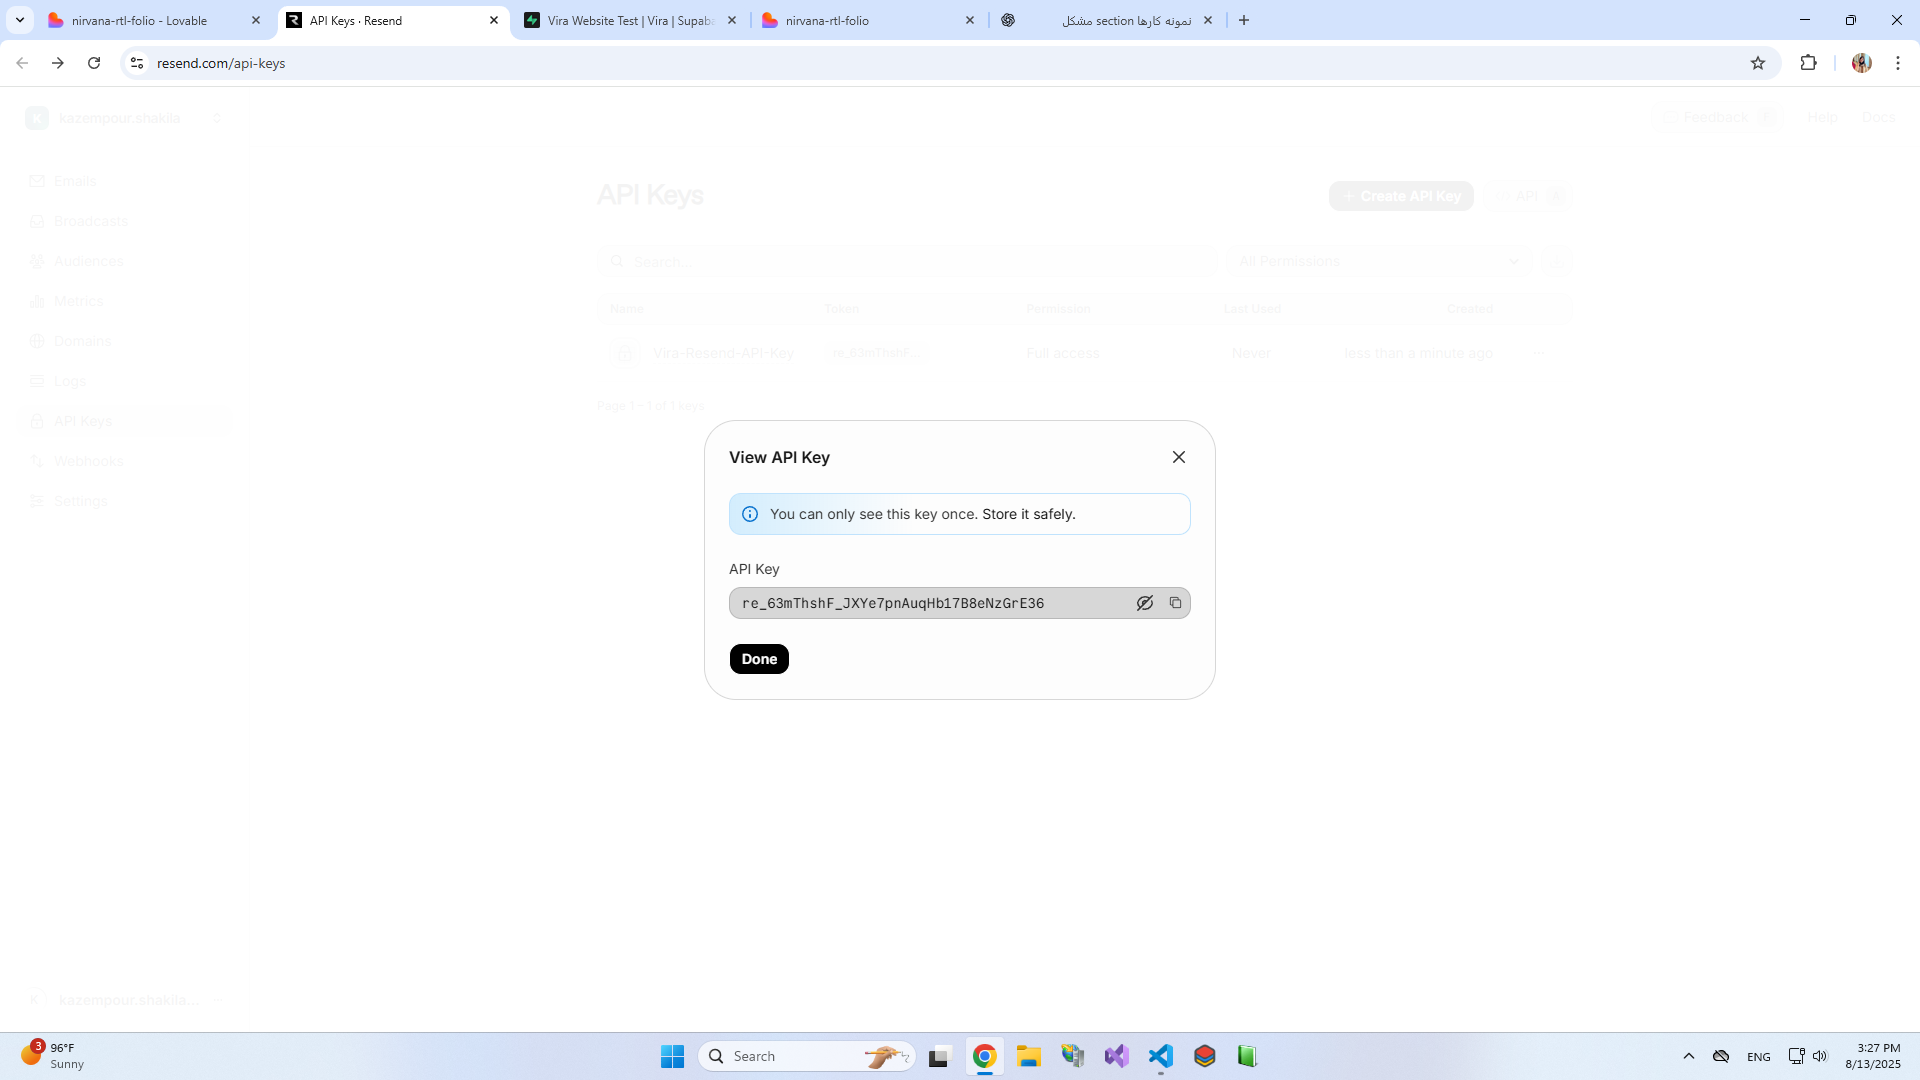 nirvana-rtl-folio - Lovable
API Keys · Resend
Vira Website Test | Vira | Supaba
nirvana-rtl-folio
مشکل section نمونه کارها
resend.com/api-keys
kazempour.shakila
Feedback
Help
Docs
Emails
Broadcasts
Audiences
Metrics
Domains
Logs
API Keys
Webhooks
Settings
API Keys
+ Create API Key
API
Search...
All Permissions
Name Token Permission Last Used Created
Vira-Resend-API-Key re_63mThshF... Full access Never less than a minute ago ...
Page 1 – 1 of 1 keys
View API Key
You can only see this key once. Store it safely.
API Key
re_63mThshF_JXYe7pnAuqHb17B8eNzGrE36
Done
kazempour.shakila...
3
96°F
Sunny
Search
ENG
3:27 PM
8/13/2025